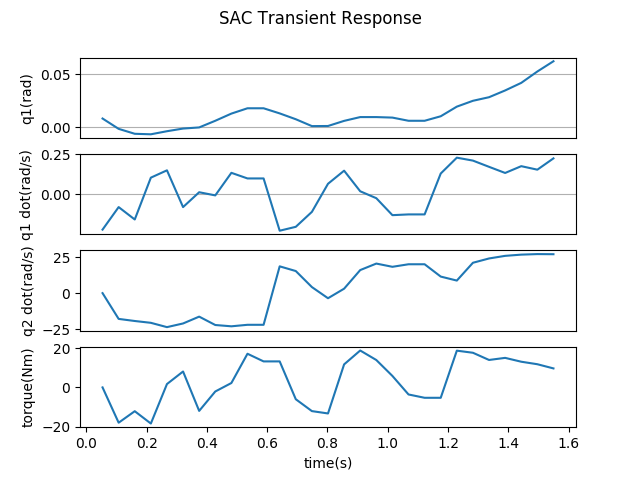 SAC Transient Response
q1(rad)
0.05
0.00
q1 dot(rad/s)
0.25
0.00
q2 dot(rad/s)
25
0
−25
torque(Nm)
20
0
−20
0.0 0.2 0.4 0.6 0.8 1.0 1.2 1.4 1.6
time(s)